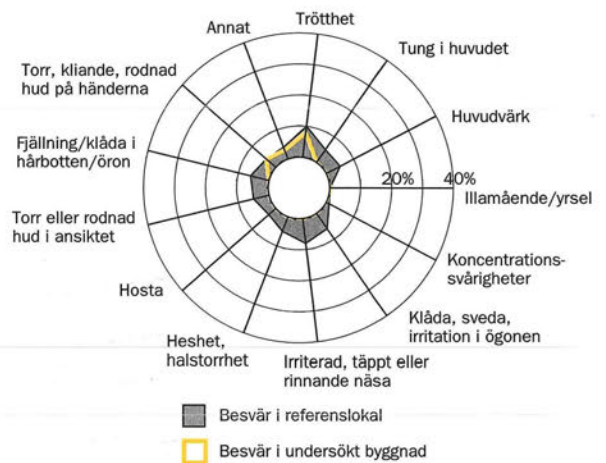 Trötthet
Tung i huvudet
Huvudvärk
20% 40%
Illamående/yrsel
Koncentrations-
svårigheter
Klåda, sveda,
irritation i ögonen
Irriterad, täppt eller
rinnande näsa
Heshet,
halstorrhet
Hosta
Torr eller rodnad
hud i ansiktet
Fjällning/klåda i
hårbotten/öron
Torr, kliande, rodnad
hud på händerna
Annat
Besvär i referenslokal
Besvär i undersökt byggnad